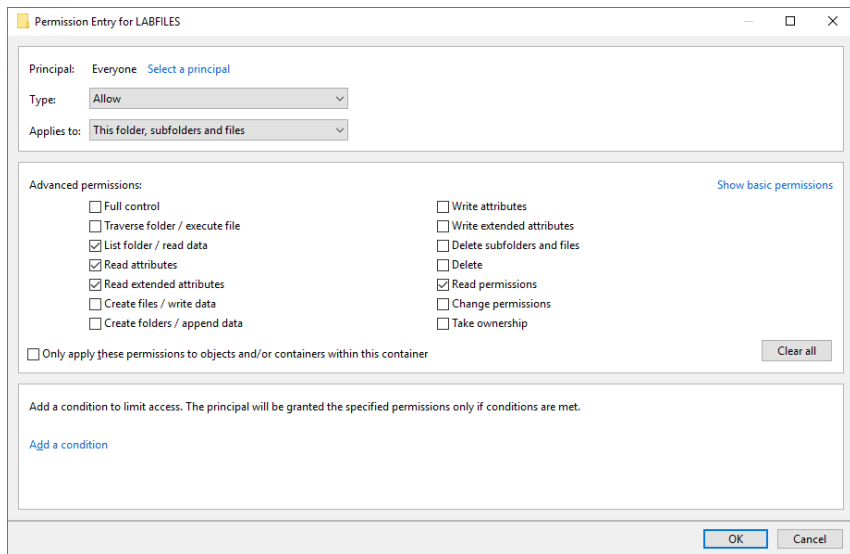 Permission Entry for LABFILES
Principal: Everyone Select a principal
Type: Allow
Applies to: This folder, subfolders and files
Advanced permissions: Show basic permissions
Full control Write attributes
Traverse folder / execute file Write extended attributes
List folder / read data Delete subfolders and files
Read attributes Delete
Read extended attributes Read permissions
Create files / write data Change permissions
Create folders / append data Take ownership
Only apply these permissions to objects and/or containers within this container Clear all
Add a condition to limit access. The principal will be granted the specified permissions only if conditions are met.
Add a condition
OK Cancel